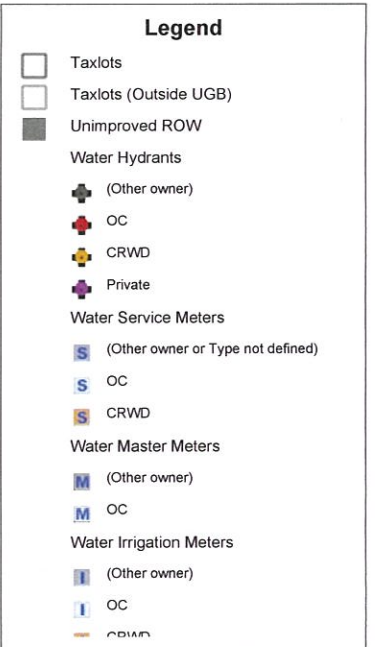 Legend
Taxlots
Taxlots (Outside UGB)
Unimproved ROW
Water Hydrants
(Other owner)
OC
CRWD
Private
Water Service Meters
S (Other owner or Type not defined)
S OC
S CRWD
Water Master Meters
M (Other owner)
M OC
Water Irrigation Meters
I (Other owner)
I OC
CRWD